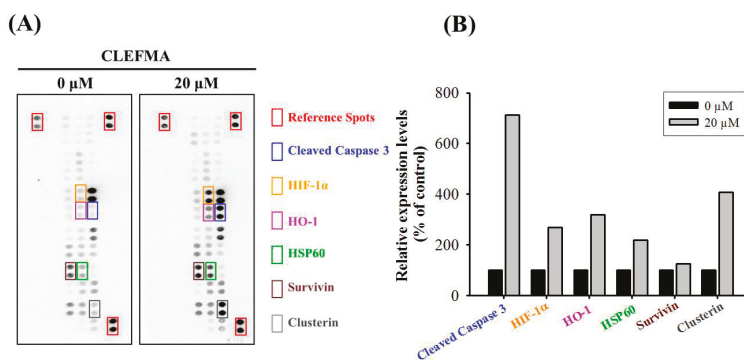 (A)
CLEFMA
0 µM 20 µM
Reference Spots
Cleaved Caspase 3
HIF-1α
HO-1
HSP60
Survivin
Clusterin
(B)
Relative expression levels
(% of control)
800
600
400
200
0
0 µM
20 µM
Cleaved Caspase 3
HIF-1α
HO-1
HSP60
Survivin
Clusterin